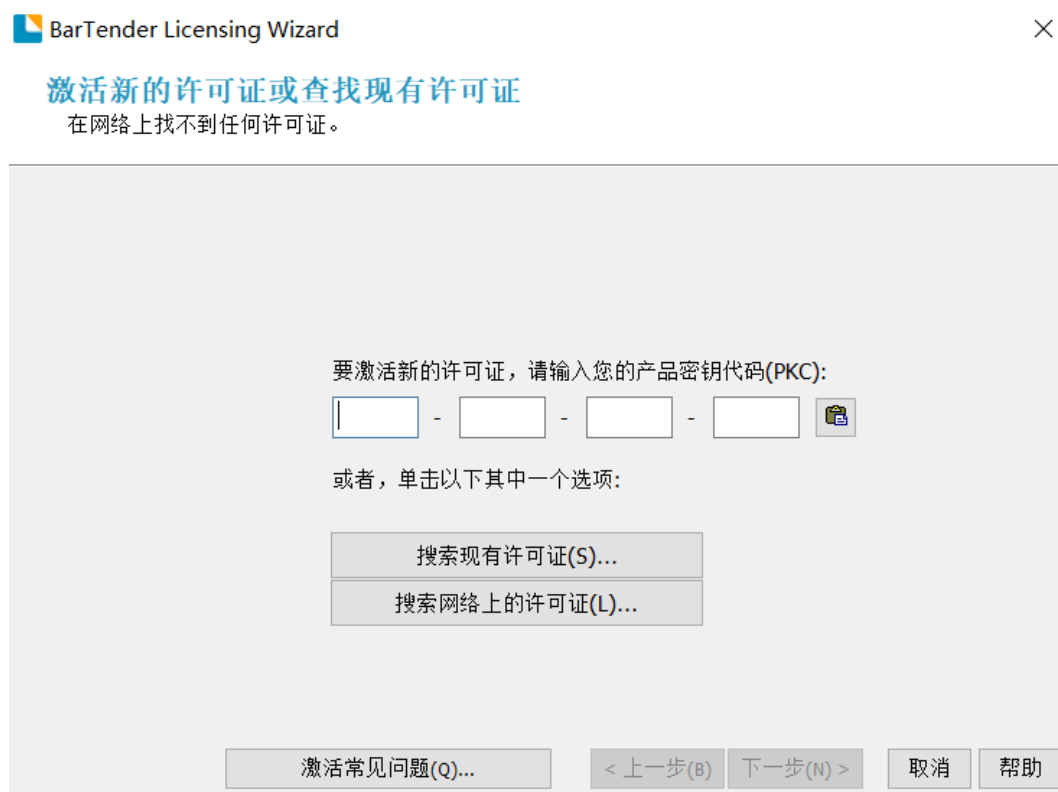 BarTender Licensing Wizard
激活新的许可证或查找现有许可证
在网络上找不到任何许可证。
要激活新的许可证，请输入您的产品密钥代码(PKC):
- - -
或者，单击以下其中一个选项:
搜索现有许可证(S)...
搜索网络上的许可证(L)...
激活常见问题(Q)... < 上一步(B) 下一步(N) > 取消 帮助